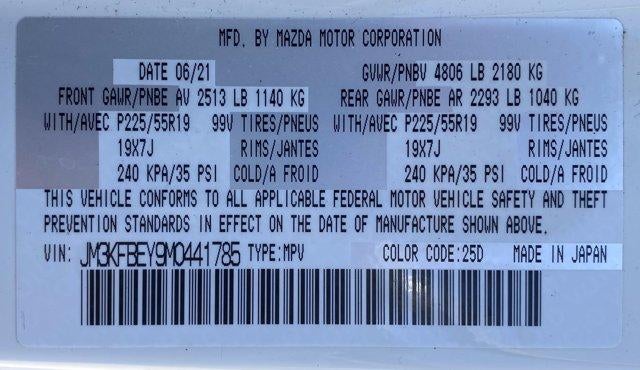 MFD. BY MAZDA MOTOR CORPORATION
DATE 06/21 GVWR/PNBV 4806 LB 2180 KG
FRONT GAWR/PNBE AV 2513 LB 1140 KG REAR GAWR/PNBE AR 2293 LB 1040 KG
WITH/AVEC P225/55R19 99V TIRES/PNEUS WITH/AVEC P225/55R19 99V TIRES/PNEUS
19X7J RIMS/JANTES 19X7J RIMS/JANTES
240 KPA/35 PSI COLD/A FROID 240 KPA/35 PSI COLD/A FROID
THIS VEHICLE CONFORMS TO ALL APPLICABLE FEDERAL MOTOR VEHICLE SAFETY AND THEFT
PREVENTION STANDARDS IN EFFECT ON THE DATE OF MANUFACTURE SHOWN ABOVE.
VIN: JM3KFBEY9M0441785 TYPE:MPV COLOR CODE:25D MADE IN JAPAN